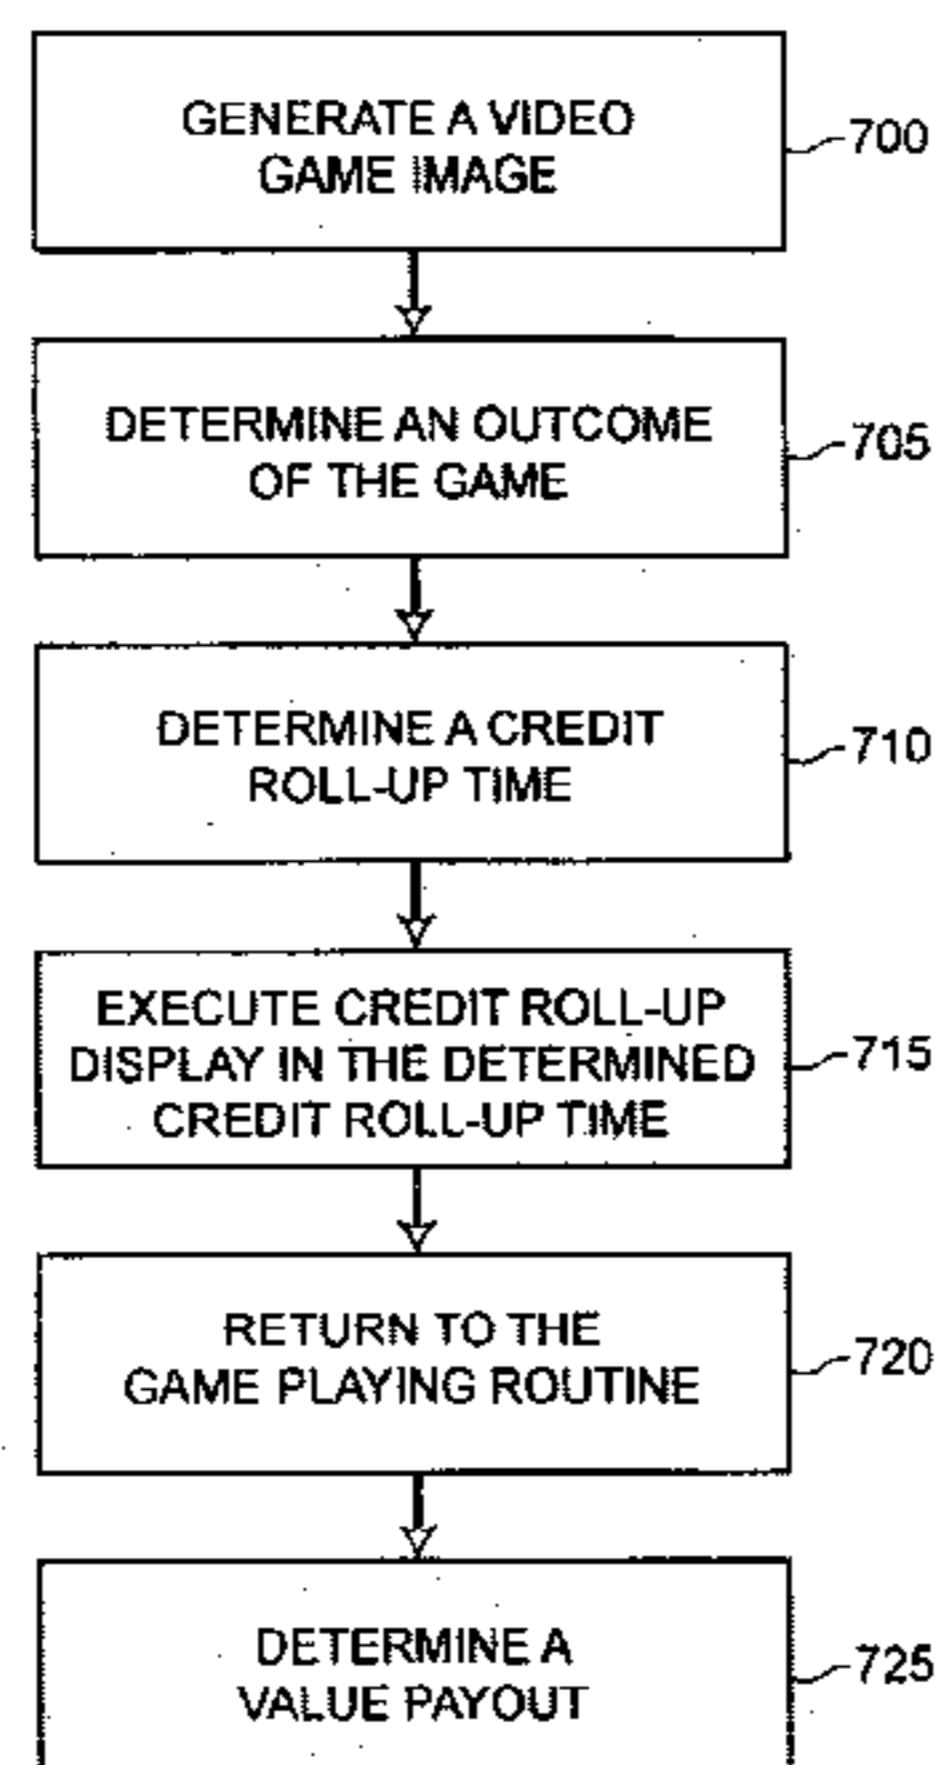 GENERATE A VIDEO
GAME IMAGE
700
DETERMINE AN OUTCOME
OF THE GAME
705
DETERMINE A CREDIT
ROLL-UP TIME
710
EXECUTE CREDIT ROLL-UP
DISPLAY IN THE DETERMINED
CREDIT ROLL-UP TIME
715
RETURN TO THE
GAME PLAYING ROUTINE
720
DETERMINE A
VALUE PAYOUT
725